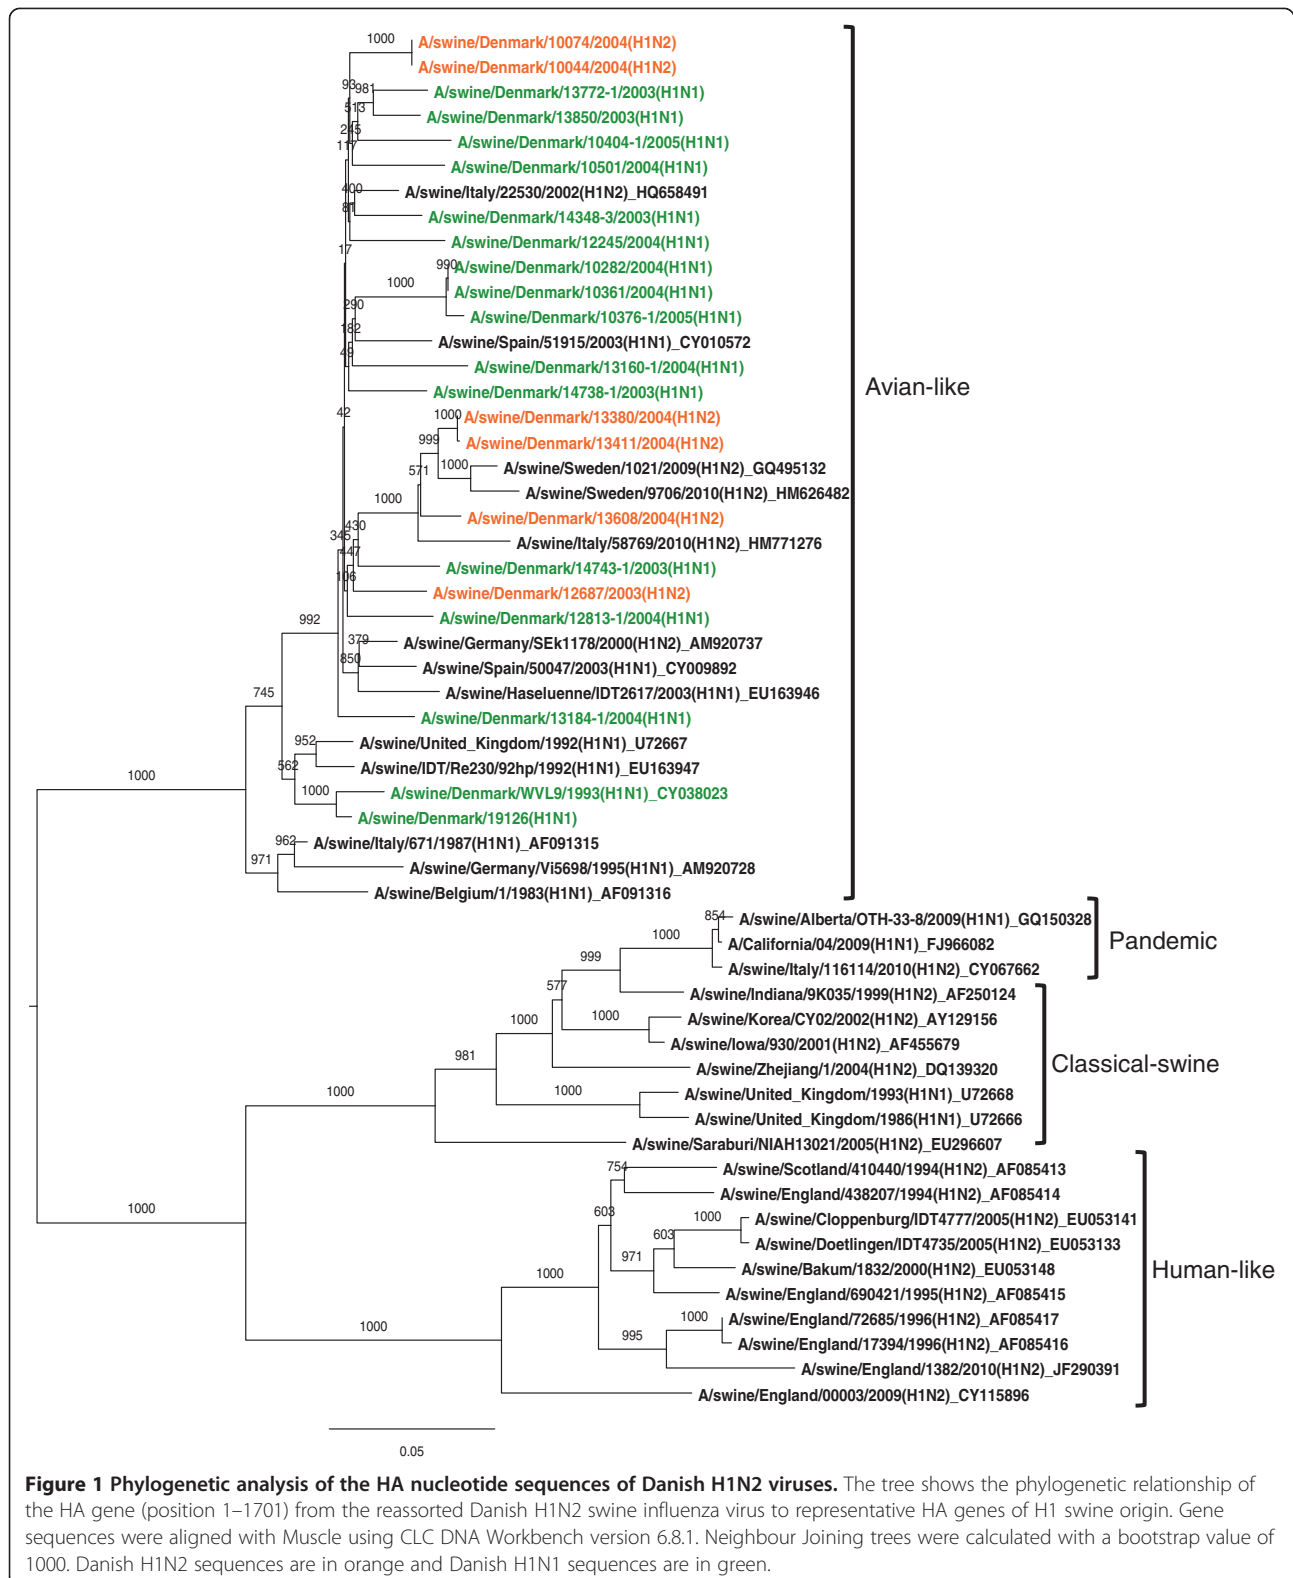 1000
A/swine/Denmark/10074/2004(H1N2)
A/swine/Denmark/10044/2004(H1N2)
93
981
A/swine/Denmark/13772-1/2003(H1N1)
513
A/swine/Denmark/13850/2003(H1N1)
245
A/swine/Denmark/10404-1/2005(H1N1)
117
A/swine/Denmark/10501/2004(H1N1)
400
A/swine/Italy/22530/2002(H1N2)_HQ658491
81
A/swine/Denmark/14348-3/2003(H1N1)
A/swine/Denmark/12245/2004(H1N1)
17
990
A/swine/Denmark/10282/2004(H1N1)
1000
A/swine/Denmark/10361/2004(H1N1)
290
A/swine/Denmark/10376-1/2005(H1N1)
182
A/swine/Spain/51915/2003(H1N1)_CY010572
49
A/swine/Denmark/13160-1/2004(H1N1)
A/swine/Denmark/14738-1/2003(H1N1)
Avian-like
42
1000
A/swine/Denmark/13380/2004(H1N2)
999
A/swine/Denmark/13411/2004(H1N2)
571
1000
A/swine/Sweden/1021/2009(H1N2)_GQ495132
A/swine/Sweden/9706/2010(H1N2)_HM626482
1000
A/swine/Denmark/13608/2004(H1N2)
430
345
A/swine/Italy/58769/2010(H1N2)_HM771276
447
A/swine/Denmark/14743-1/2003(H1N1)
106
A/swine/Denmark/12687/2003(H1N2)
A/swine/Denmark/12813-1/2004(H1N1)
992
379
A/swine/Germany/SEk1178/2000(H1N2)_AM920737
850
A/swine/Spain/50047/2003(H1N1)_CY009892
A/swine/Haseluenne/IDT2617/2003(H1N1)_EU163946
745
A/swine/Denmark/13184-1/2004(H1N1)
952
A/swine/United_Kingdom/1992(H1N1)_U72667
562
A/swine/IDT/Re230/92hp/1992(H1N1)_EU163947
1000
1000
A/swine/Denmark/WVL9/1993(H1N1)_CY038023
A/swine/Denmark/19126(H1N1)
962
A/swine/Italy/671/1987(H1N1)_AF091315
971
A/swine/Germany/Vi5698/1995(H1N1)_AM920728
A/swine/Belgium/1/1983(H1N1)_AF091316
854
A/swine/Alberta/OTH-33-8/2009(H1N1)_GQ150328
1000
A/California/04/2009(H1N1)_FJ966082
Pandemic
999
A/swine/Italy/116114/2010(H1N2)_CY067662
577
A/swine/Indiana/9K035/1999(H1N2)_AF250124
1000
1000
A/swine/Korea/CY02/2002(H1N2)_AY129156
A/swine/Iowa/930/2001(H1N2)_AF455679
981
A/swine/Zhejiang/1/2004(H1N2)_DQ139320
Classical-swine
1000
1000
A/swine/United_Kingdom/1993(H1N1)_U72668
A/swine/United_Kingdom/1986(H1N1)_U72666
A/swine/Saraburi/NIAH13021/2005(H1N2)_EU296607
754
A/swine/Scotland/410440/1994(H1N2)_AF085413
A/swine/England/438207/1994(H1N2)_AF085414
1000
603
1000
A/swine/Cloppenburg/IDT4777/2005(H1N2)_EU053141
603
A/swine/Doetlingen/IDT4735/2005(H1N2)_EU053133
971
A/swine/Bakum/1832/2000(H1N2)_EU053148
Human-like
1000
A/swine/England/690421/1995(H1N2)_AF085415
1000
1000
A/swine/England/72685/1996(H1N2)_AF085417
995
A/swine/England/17394/1996(H1N2)_AF085416
A/swine/England/1382/2010(H1N2)_JF290391
A/swine/England/00003/2009(H1N2)_CY115896
0.05
Figure 1 Phylogenetic analysis of the HA nucleotide sequences of Danish H1N2 viruses. The tree shows the phylogenetic relationship of
the HA gene (position 1–1701) from the reassorted Danish H1N2 swine influenza virus to representative HA genes of H1 swine origin. Gene
sequences were aligned with Muscle using CLC DNA Workbench version 6.8.1. Neighbour Joining trees were calculated with a bootstrap value of
1000. Danish H1N2 sequences are in orange and Danish H1N1 sequences are in green.